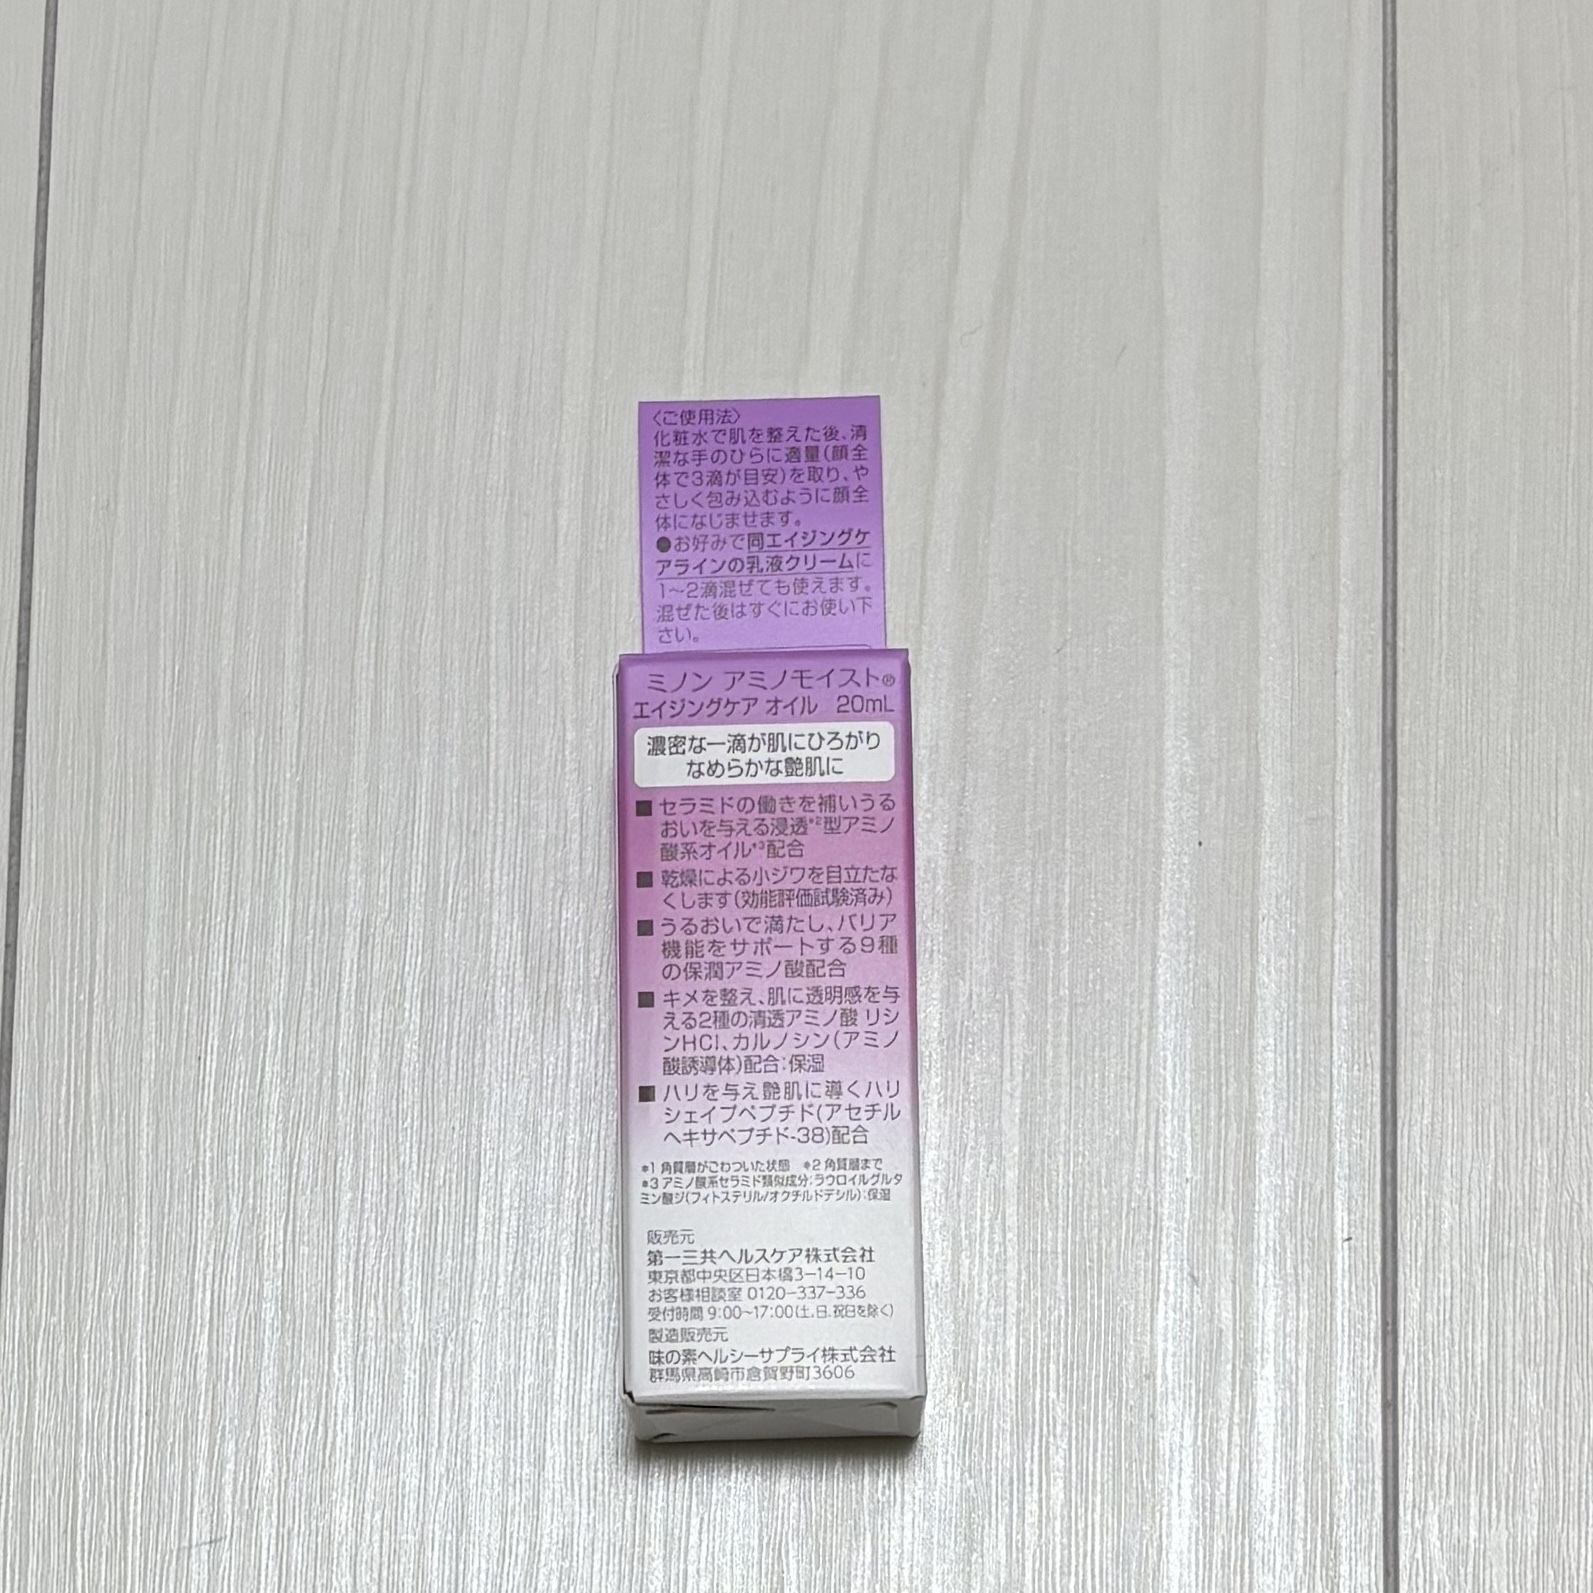 〈ご使用法〉
化粧水で肌を整えた後、清
潔な手のひらに適量(顔全
体で3滴が目安)を取り、や
さしく包み込むように顔全
体になじませます。
●お好みで同エイジングケ
アラインの乳液クリームに
1〜2滴混ぜても使えます。
混ぜた後はすぐにお使い下
さい。
ミノン アミノモイスト®
エイジングケア オイル 20mL
濃密な一滴が肌にひろがり
なめらかな艶肌に
■ セラミドの働きを補いうる
おいを与える浸透*2型アミノ
酸系オイル*3配合
■ 乾燥による小ジワを目立たな
くします(効能評価試験済み)
■ うるおいで満たし、バリア
機能をサポートする9種
の保潤アミノ酸配合
■ キメを整え、肌に透明感を与
える2種の清透アミノ酸 リシ
ンHCl、カルノシン(アミノ
酸誘導体)配合:保湿
■ ハリを与え艶肌に導くハリ
シェイプペプチド(アセチル
ヘキサペプチド-38)配合
*1 角質層がごわついた状態 *2 角質層まで
*3 アミノ酸系セラミド類似成分:ラウロイルグルタ
ミン酸ジ(フィトステリル/オクチルドデシル):保湿
販売元
第一三共ヘルスケア株式会社
東京都中央区日本橋3-14-10
お客様相談室 0120-337-336
受付時間 9:00~17:00(土、日、祝日を除く)
製造販売元
味の素ヘルシーサプライ株式会社
群馬県高崎市倉賀野町3606